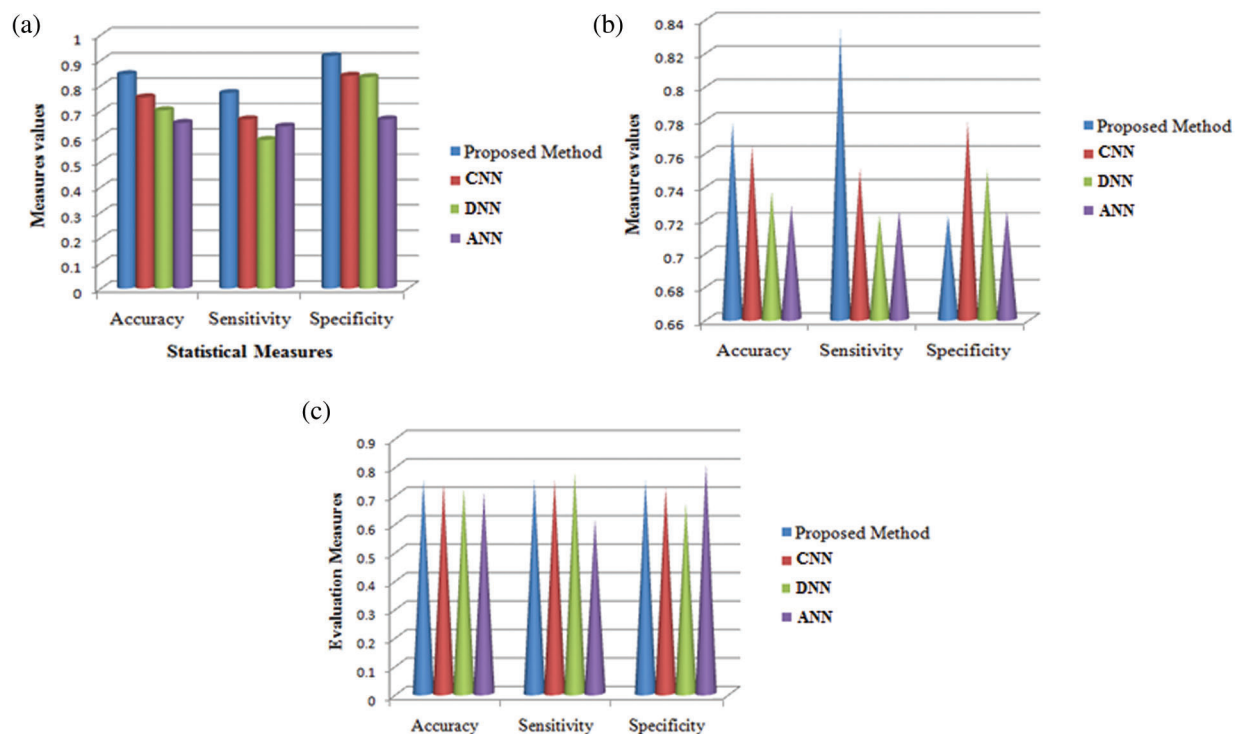 (a)
Measures values
1
0.9
0.8
0.7
0.6
0.5
0.4
0.3
0.2
0.1
0
Accuracy Sensitivity Specificity
Statistical Measures
Proposed Method
CNN
DNN
ANN
(b)
Measures values
0.84
0.82
0.8
0.78
0.76
0.74
0.72
0.7
0.68
0.66
Accuracy Sensitivity Specificity
Proposed Method
CNN
DNN
ANN
(c)
Evaluation Measures
0.9
0.8
0.7
0.6
0.5
0.4
0.3
0.2
0.1
0
Accuracy Sensitivity Specificity
Proposed Method
CNN
DNN
ANN